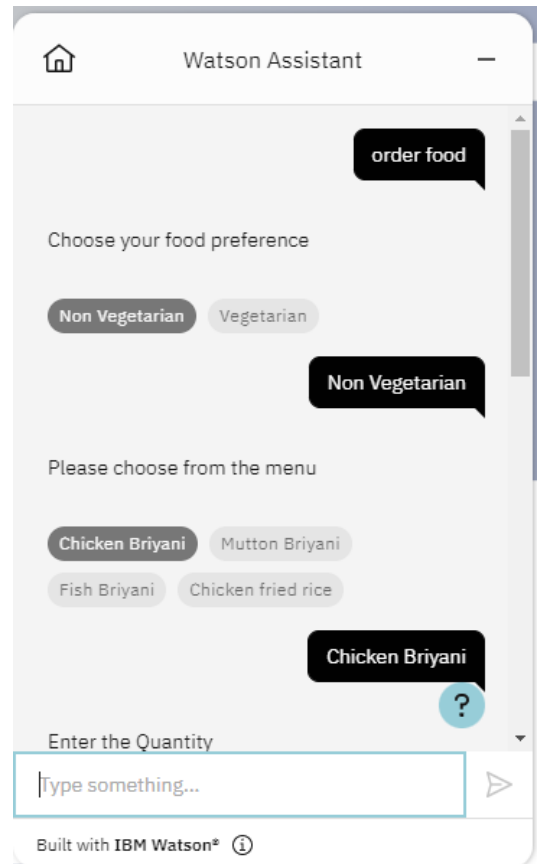 Watson Assistant
order food
Choose your food preference
Non Vegetarian Vegetarian
Non Vegetarian
Please choose from the menu
Chicken Briyani Mutton Briyani
Fish Briyani Chicken fried rice
Chicken Briyani
?
Enter the Quantity
Type something...
Built with IBM Watson®